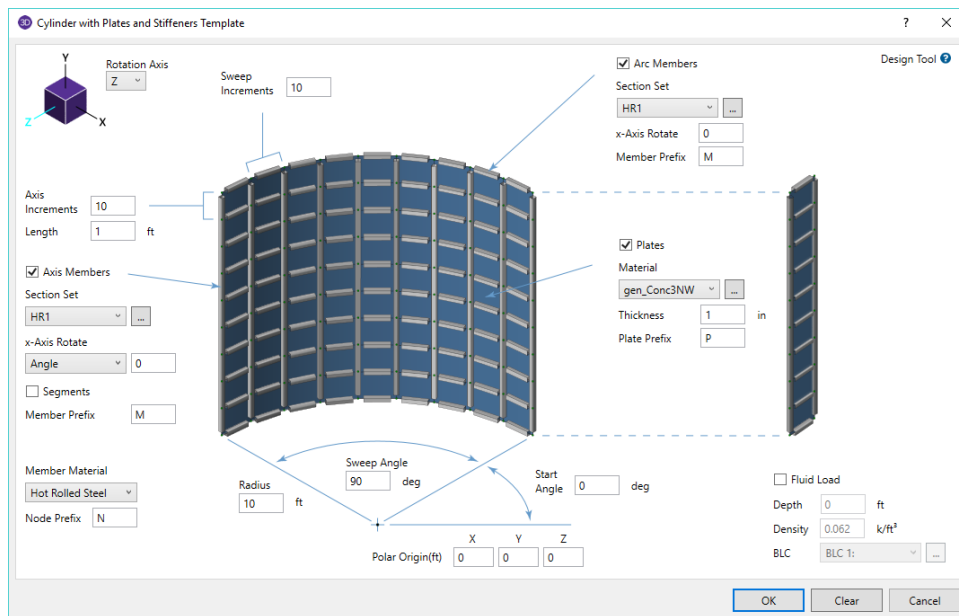 3D Cylinder with Plates and Stiffeners Template ?
Y
Z
X
Rotation Axis
Z
Sweep
Increments 10
Arc Members
Section Set
HR1 ...
x-Axis Rotate 0
Member Prefix M
Design Tool ?
Axis
Increments 10
Length 1 ft
Axis Members
Section Set
HR1 ...
x-Axis Rotate
Angle 0
Segments
Member Prefix M
Plates
Material
gen_Conc3NW ...
Thickness 1 in
Plate Prefix P
Member Material
Hot Rolled Steel
Node Prefix N
Radius
10 ft
Sweep Angle
90 deg
Start
Angle 0 deg
X Y Z
Polar Origin(ft) 0 0 0
Fluid Load
Depth 0 ft
Density 0.062 k/ft³
BLC BLC 1: ...
OK Clear Cancel